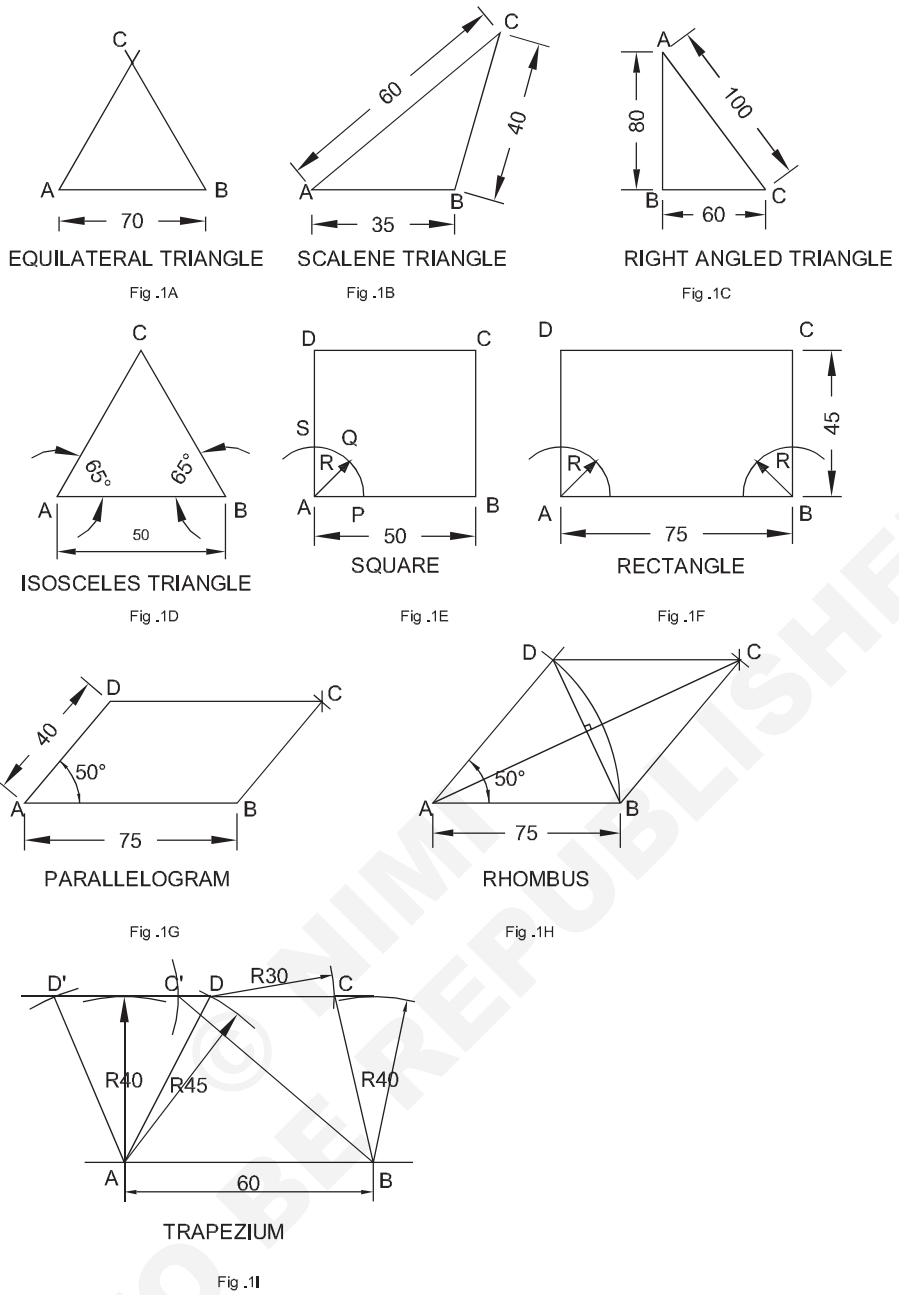 C
A
B
70
EQUILATERAL TRIANGLE
Fig .1A
C
60
40
A
B
35
SCALENE TRIANGLE
Fig .1B
A
80
100
B
C
60
RIGHT ANGLED TRIANGLE
Fig .1C
C
65°
65°
A
B
50
ISOSCELES TRIANGLE
Fig .1D
D
C
S
Q
R
A
P
B
50
SQUARE
Fig .1E
D
C
45
R
R
A
B
75
RECTANGLE
Fig .1F
D
C
40
50°
A
B
75
PARALLELOGRAM
Fig .1G
D
C
50°
A
B
75
RHOMBUS
Fig .1H
D'
C'
D
R30
C
R40
R45
R40
A
B
60
TRAPEZIUM
Fig .1I
© NIMI
BE REPUBLISHE